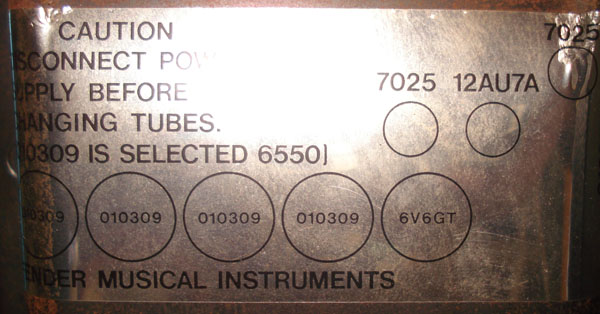 CAUTION
SCONNECT POW
PPLY BEFORE
HANGING TUBES.
0309 IS SELECTED 6550)
7025
7025 12AU7A
0309 010309 010309 010309 6V6GT
ENDER MUSICAL INSTRUMENTS